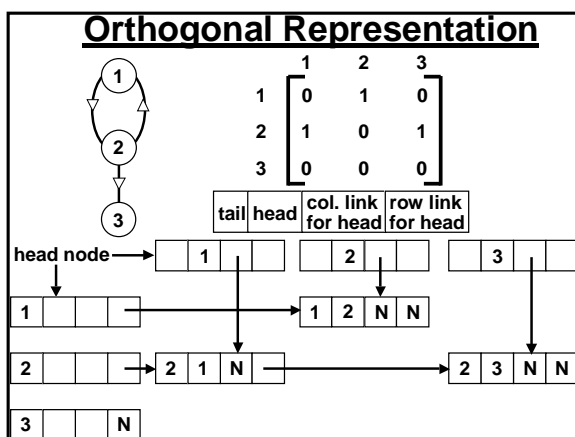 Orthogonal Representation
1 2 3
1 0 1 0
2 1 0 1
3 0 0 0
1
2
3
tail head col. link for head row link for head
head node 1 2 3
1 1 2 N N
2 2 1 N 2 3 N N
3 N